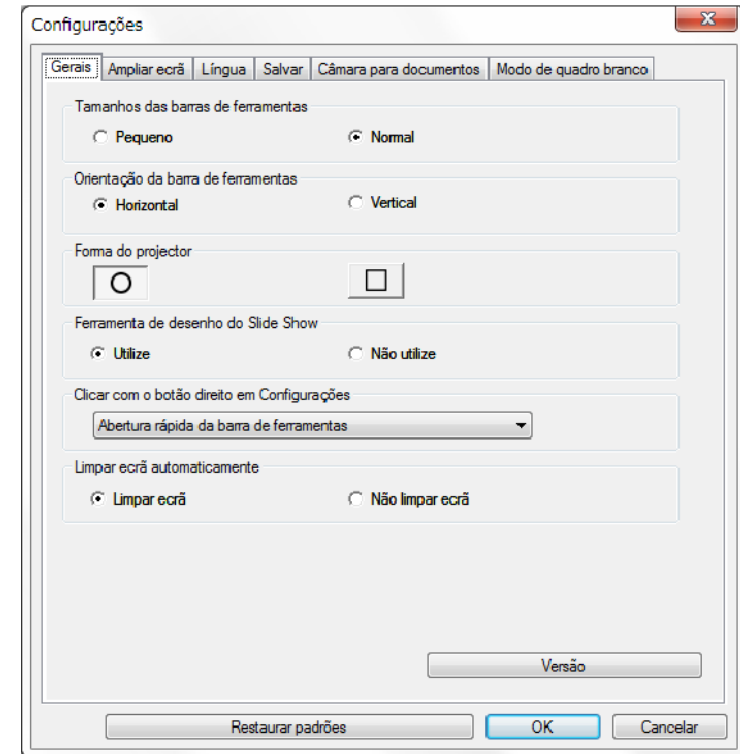 Configurações
Gerais Ampliar ecrã Língua Salvar Câmara para documentos Modo de quadro branco
Tamanhos das barras de ferramentas
Pequeno Normal
Orientação da barra de ferramentas
Horizontal Vertical
Forma do projector
Ferramenta de desenho do Slide Show
Utilize Não utilize
Clicar com o botão direito em Configurações
Abertura rápida da barra de ferramentas
Limpar ecrã automaticamente
Limpar ecrã Não limpar ecrã
Versão
Restaurar padrões OK Cancelar